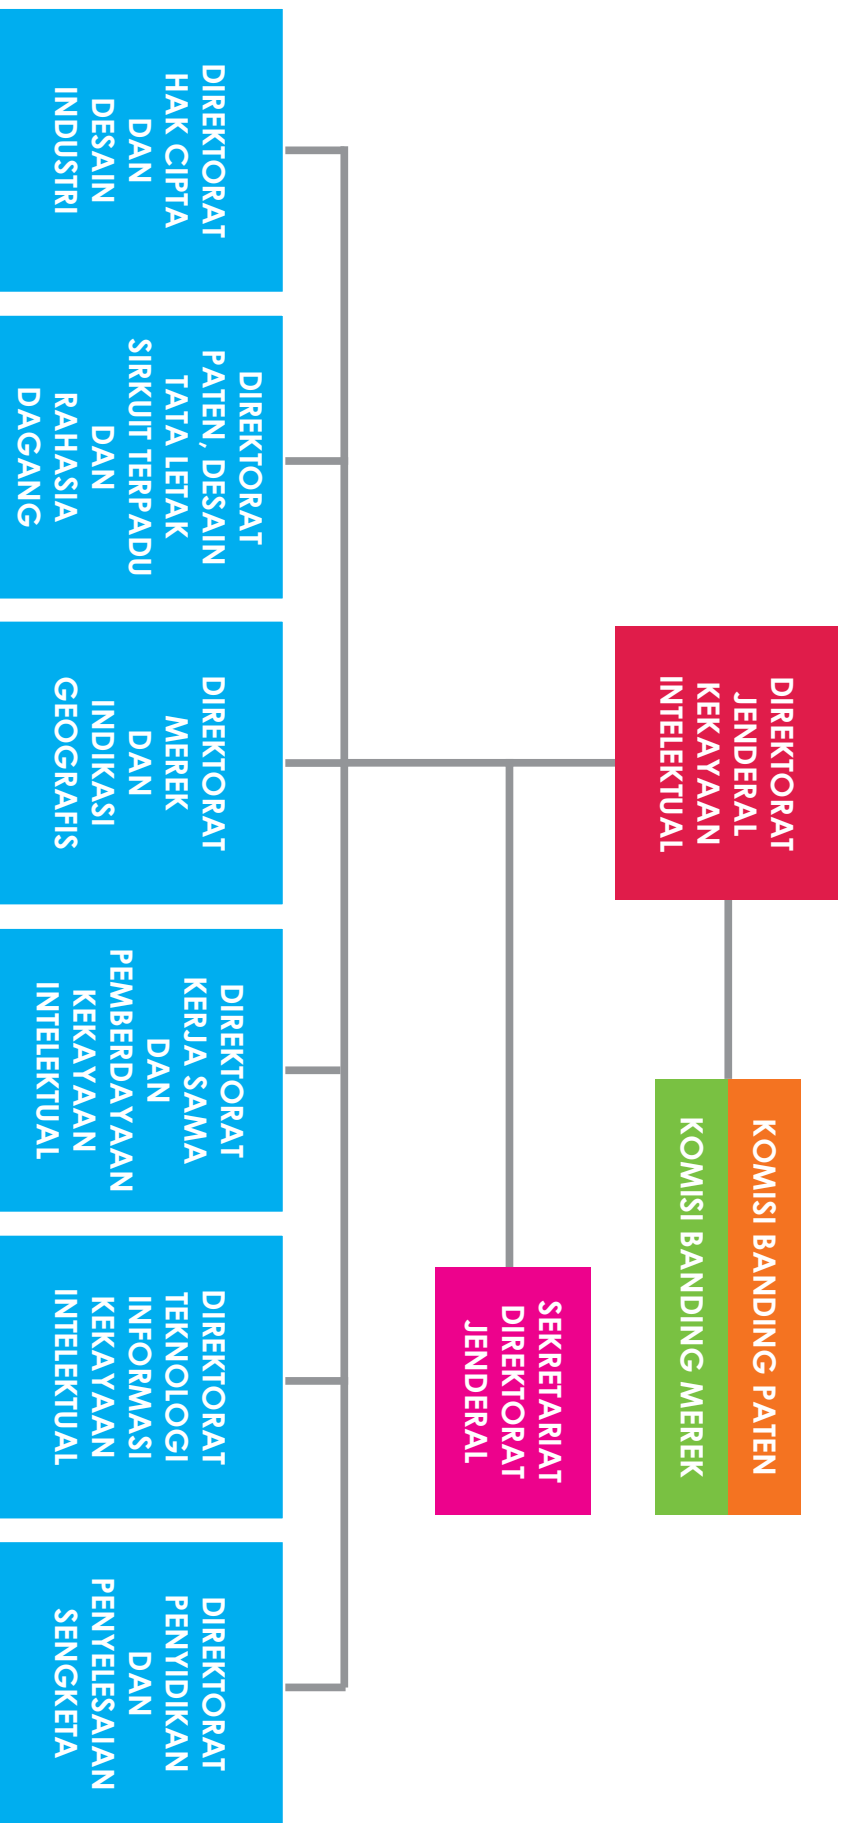 DIREKTORAT
JENDERAL
KEKAYAAN
INTELEKTUAL
KOMISI BANDING PATEN
KOMISI BANDING MEREK
SEKRETARIAT
DIREKTORAT
JENDERAL
DIREKTORAT
HAK CIPTA
DAN
DESAIN
INDUSTRI
DIREKTORAT
PATEN, DESAIN
TATA LETAK
SIRKUIT TERPADU
DAN
RAHASIA
DAGANG
DIREKTORAT
MEREK
DAN
INDIKASI
GEOGRAFIS
DIREKTORAT
KERJA SAMA
DAN
PEMBERDAYAAN
KEKAYAAN
INTELEKTUAL
DIREKTORAT
TEKNOLOGI
INFORMASI
KEKAYAAN
INTELEKTUAL
DIREKTORAT
PENYIDIKAN
DAN
PENYELESAIAN
SENGKETA